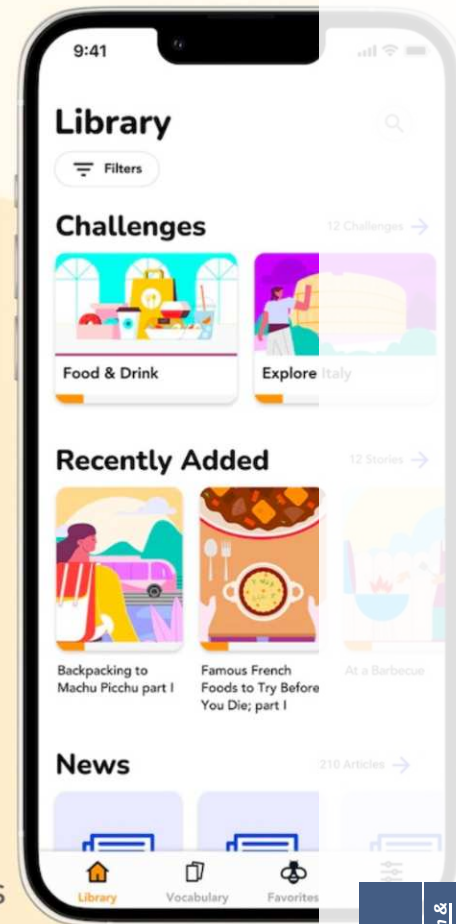 9:41
Library
Filters
Challenges
12 Challenges →
Food & Drink
Explore Italy
Recently Added
12 Stories →
Backpacking to
Machu Picchu part I
Famous French
Foods to Try Before
You Die; part I
At a Barbecue
News
210 Articles →
Library
Vocabulary
Favorites
s
&